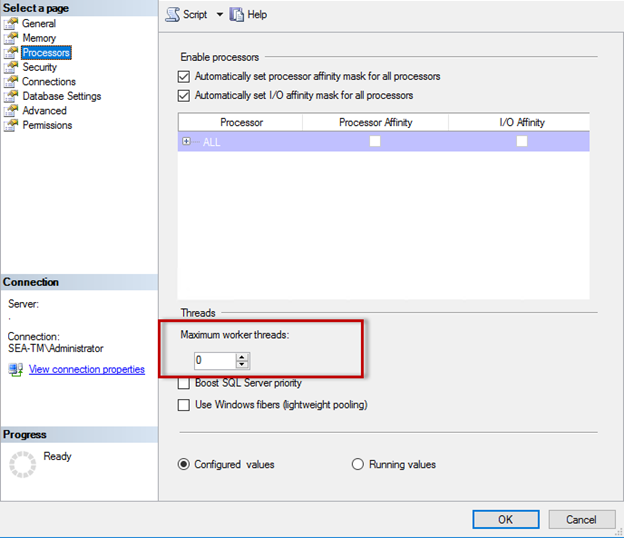 Select a page
General
Memory
Processors
Security
Connections
Database Settings
Advanced
Permissions
Connection
Server:
.
Connection:
SEA-TM\Administrator
View connection properties
Progress
Ready
Script Help
Enable processors
Automatically set processor affinity mask for all processors
Automatically set I/O affinity mask for all processors
Processor Processor Affinity I/O Affinity
ALL
Threads
Maximum worker threads:
0
Boost SQL Server priority
Use Windows fibers (lightweight pooling)
Configured values Running values
OK Cancel